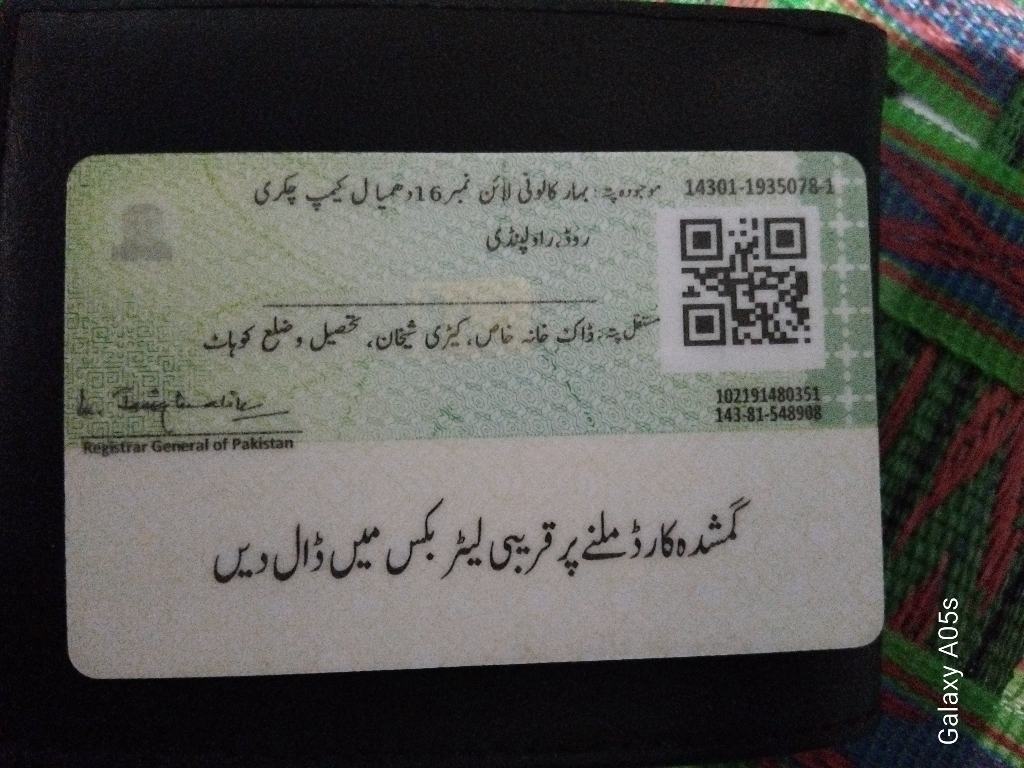 14301-1935078-1
موجودہ پتہ: بہار کالونی لائن نمبر 16 دھمیال کیمپ چکری
روڈ، راولپنڈی
مستقل پتہ: ڈاک خانہ خاص، کیڑی شیخان، تحصیل و ضلع کوہاٹ
102191480351
143-81-548908
Registrar General of Pakistan
گمشدہ کارڈ ملنے پر قریبی لیٹر بکس میں ڈال دیں
Galaxy A05s